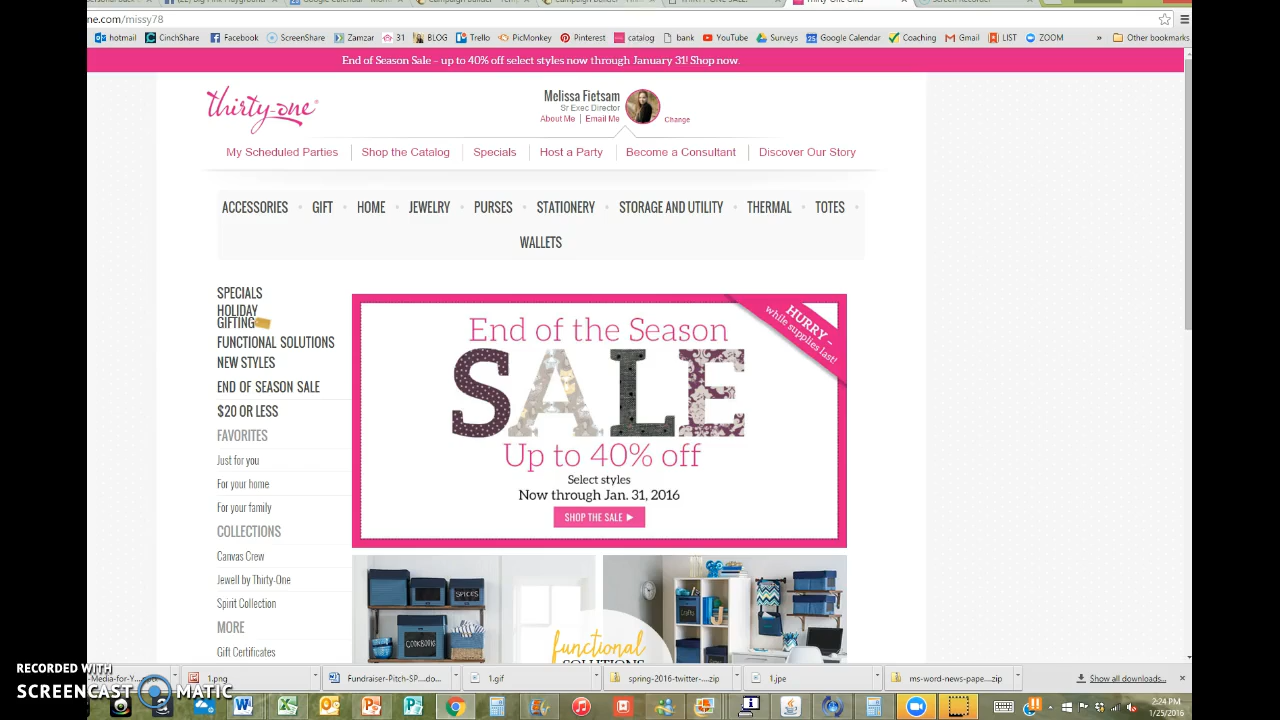 ne.com/missy78
hotmail CinchShare Facebook ScreenShare Zamzar 31 BLOG Trello PicMonkey Pinterest catalog bank YouTube Surveys Google Calendar Coaching Gmail LIST ZOOM » Other bookmarks
End of Season Sale – up to 40% off select styles now through January 31! Shop now.
thirty-one
Melissa Fietsam
Sr Exec Director
About Me | Email Me
Change
My Scheduled Parties Shop the Catalog Specials Host a Party Become a Consultant Discover Our Story
ACCESSORIES • GIFT • HOME • JEWELRY • PURSES • STATIONERY • STORAGE AND UTILITY • THERMAL • TOTES •
WALLETS
SPECIALS
HOLIDAY
GIFTING
FUNCTIONAL SOLUTIONS
NEW STYLES
END OF SEASON SALE
$20 OR LESS
FAVORITES
Just for you
For your home
For your family
COLLECTIONS
Canvas Crew
Jewell by Thirty-One
Spirit Collection
MORE
Gift Certificates
End of the Season
SALE
Up to 40% off
Select styles
Now through Jan. 31, 2016
SHOP THE SALE
HURRY –
while supplies last!
SPICES
COOKBOOKS
Crafts
functional
SOLUTIONS
-Media-for-Y....zip 1.png Fundraiser-Pitch-SP....do... 1.gif spring-2016-twitter-....zip 1.jpe ms-word-news-pape....zip Show all downloads...
RECORDED WITH
SCREENCAST MATIC
2:24 PM
1/25/2016